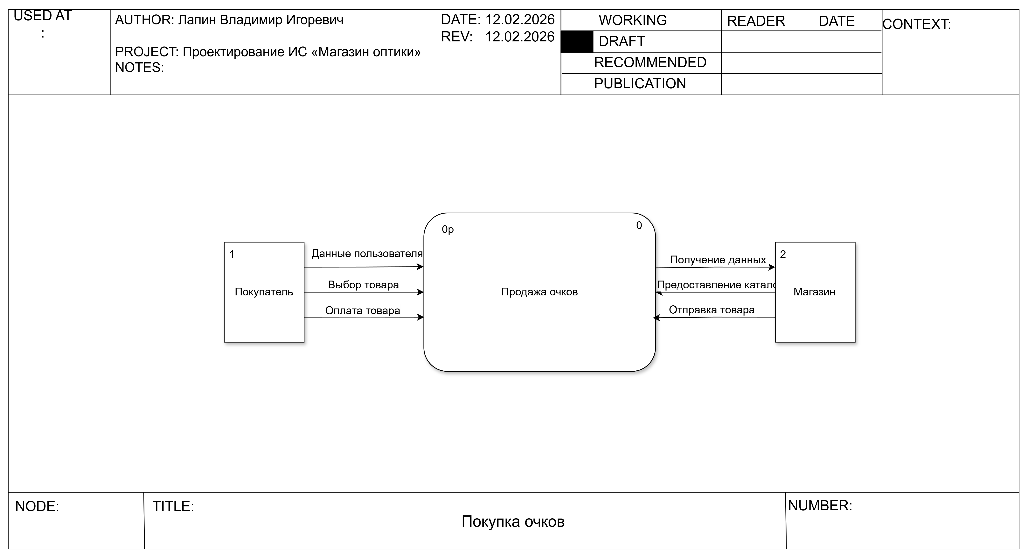 USED AT
:
AUTHOR: Лапин Владимир Игоревич
DATE: 12.02.2026
REV: 12.02.2026
PROJECT: Проектирование ИС «Магазин оптики»
NOTES:
WORKING
DRAFT
RECOMMENDED
PUBLICATION
READER DATE
CONTEXT:
1
Покупатель
Данные пользователя
Выбор товара
Оплата товара
0р
0
Продажа очков
Получение данных
Предоставление катало
Отправка товара
2
Магазин
NODE:
TITLE:
Покупка очков
NUMBER: